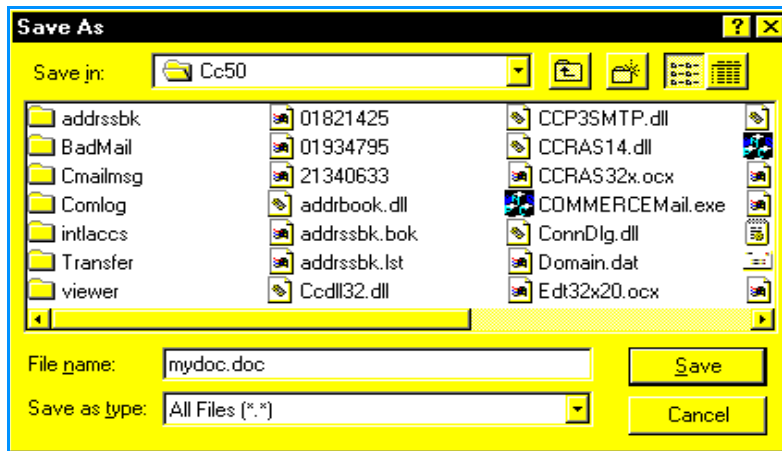 Save As
Save in: Cc50
addrssbk 01821425 CCP3SMTP.dll
BadMail 01934795 CCRAS14.dll
Cmailmsg 21340633 CCRAS32x.ocx
Comlog addrbook.dll COMMERCEMail.exe
intlaccs addrssbk.bok ConnDlg.dll
Transfer addrssbk.lst Domain.dat
viewer Ccdll32.dll Edt32x20.ocx
File name: mydoc.doc Save
Save as type: All Files (*.*) Cancel